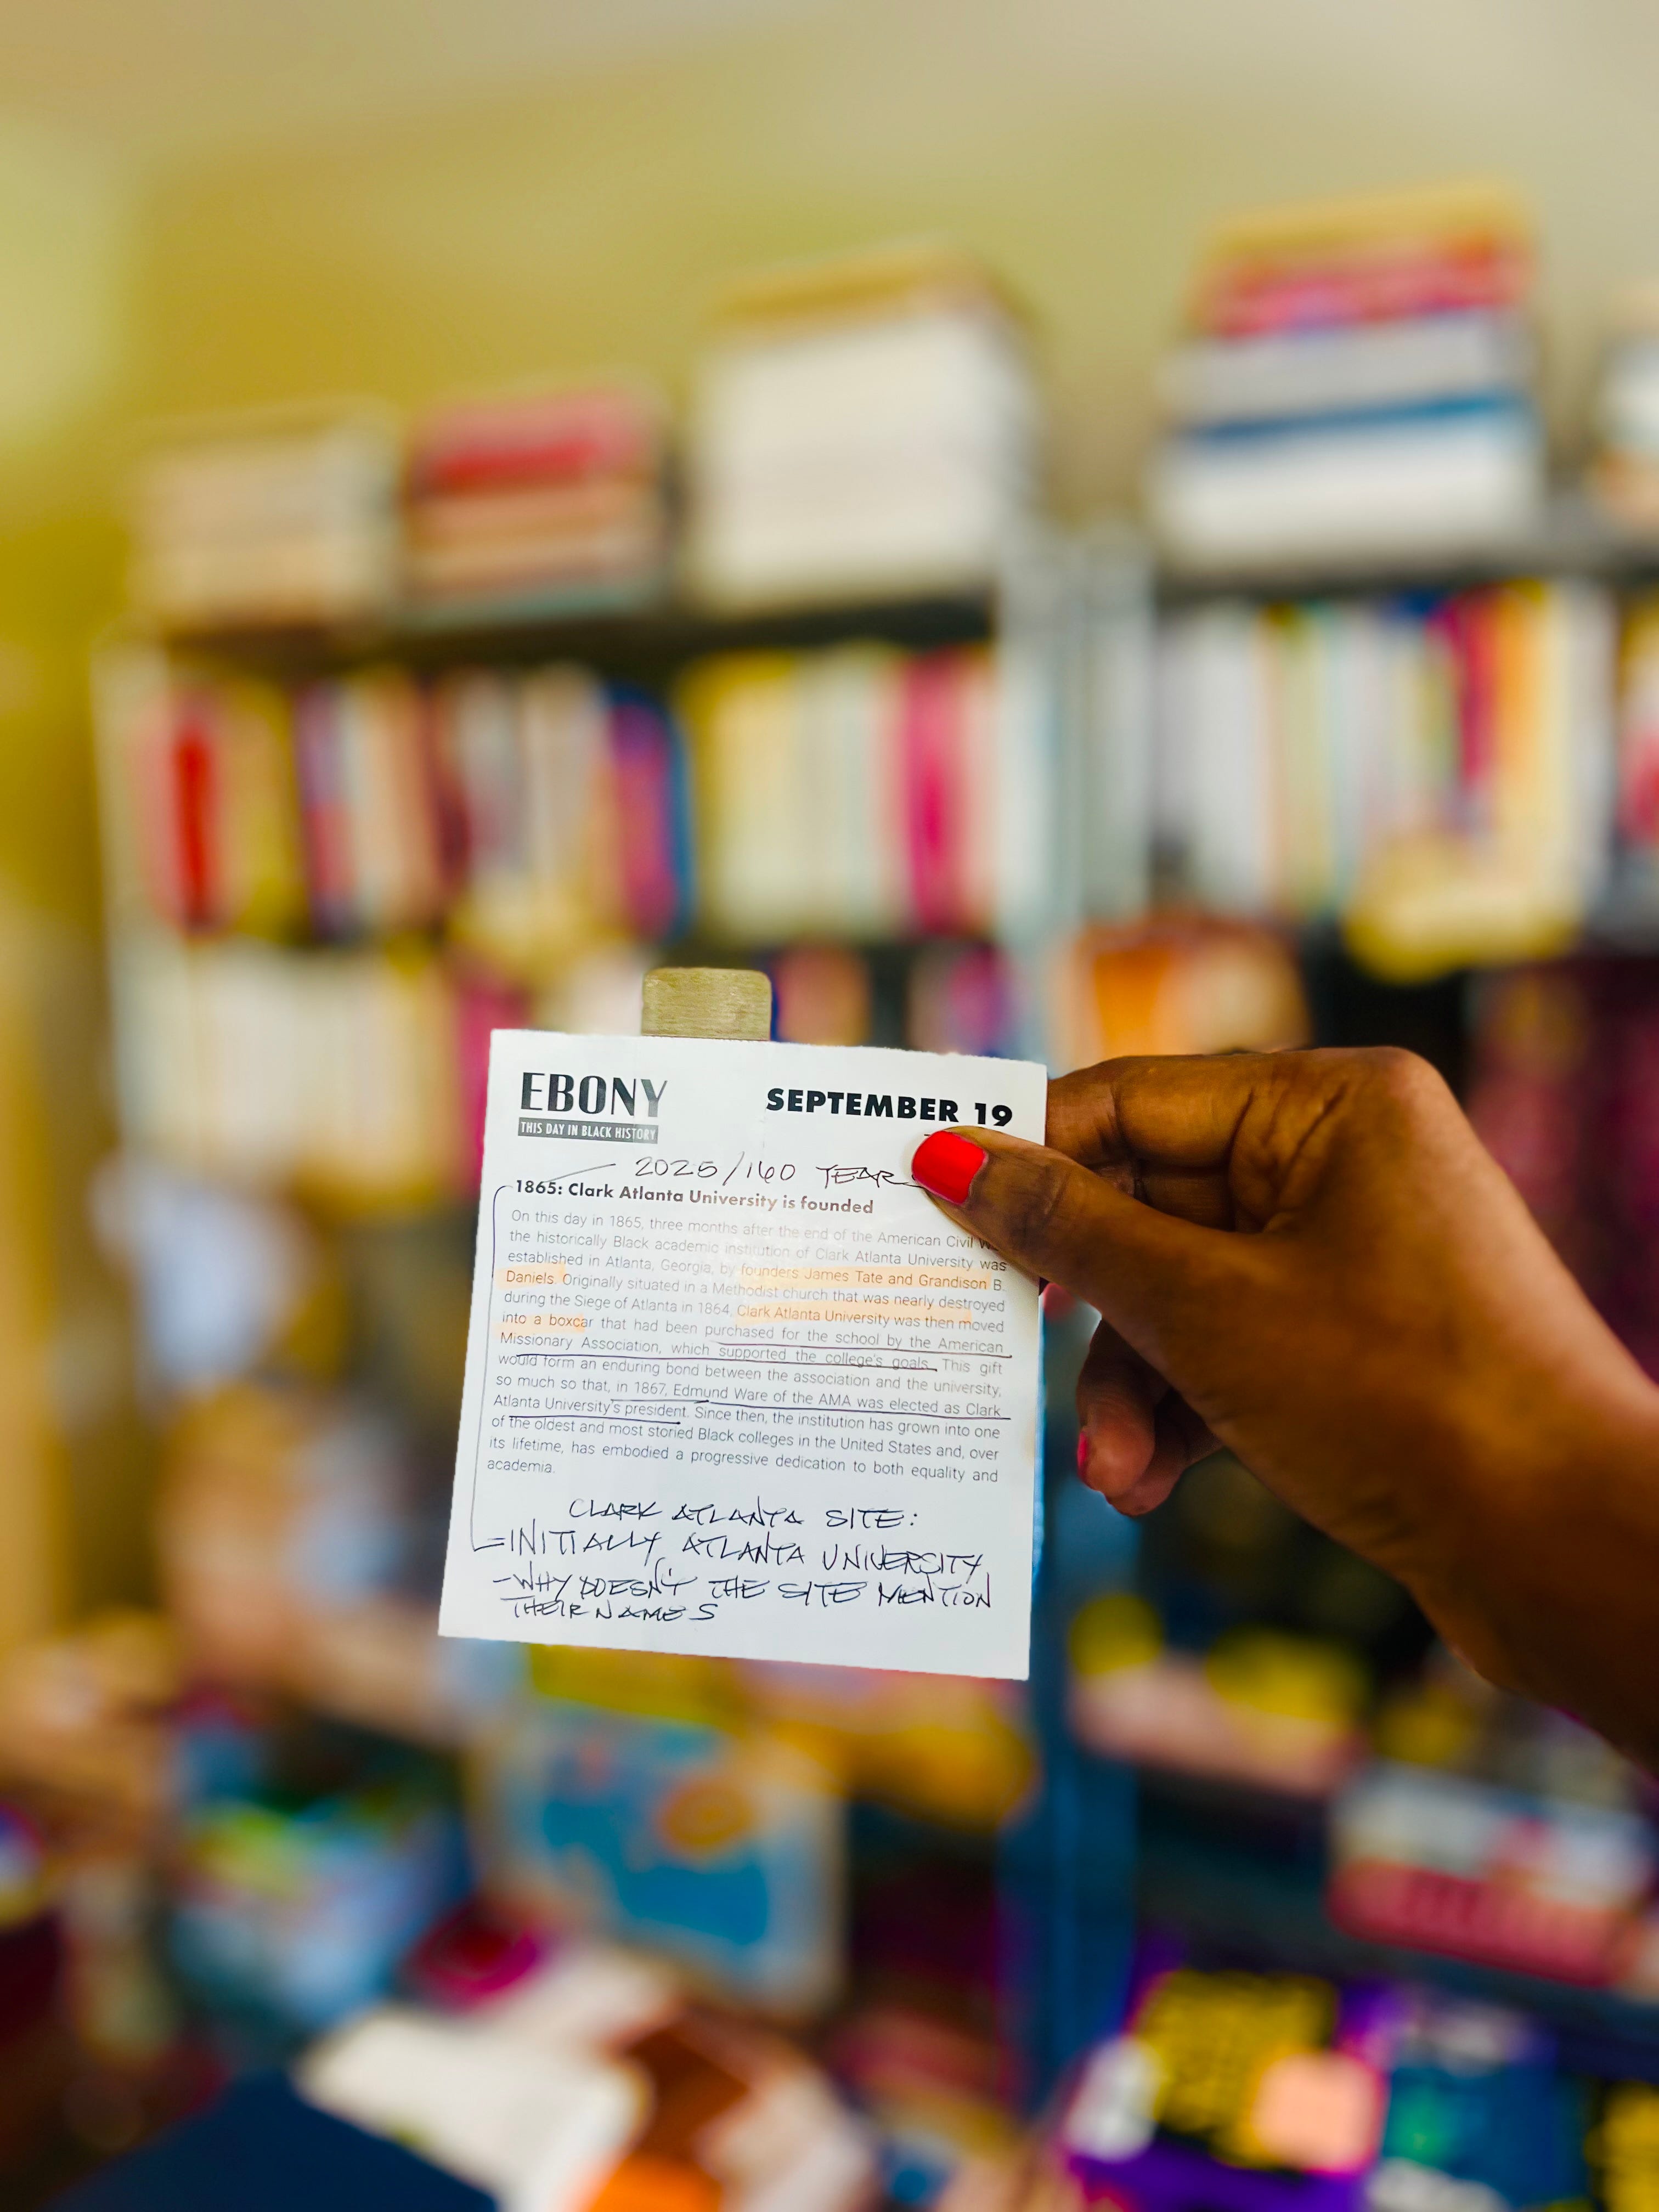 EBONY
THIS DAY IN BLACK HISTORY
SEPTEMBER 19
2025/160 YEAR
1865: Clark Atlanta University is founded
On this day in 1865, three months after the end of the American Civil
the historically Black academic institution of Clark Atlanta University was
established in Atlanta, Georgia, by founders James Tate and Grandison B.
Daniels. Originally situated in a Methodist church that was nearly destroyed
during the Siege of Atlanta in 1864, Clark Atlanta University was then moved
into a boxcar that had been purchased for the school by the American
Missionary Association, which supported the college's goals. This gift
would form an enduring bond between the association and the university,
so much so that, in 1867, Edmund Ware of the AMA was elected as Clark
Atlanta University's president. Since then, the institution has grown into one
of the oldest and most storied Black colleges in the United States and, over
its lifetime, has embodied a progressive dedication to both equality and
academia.
CLARK ATLANTA SITE:
=INITIALLY ATLANTA UNIVERSITY
-WHY DOESN'T THE SITE MENTION
THEIR NAMES